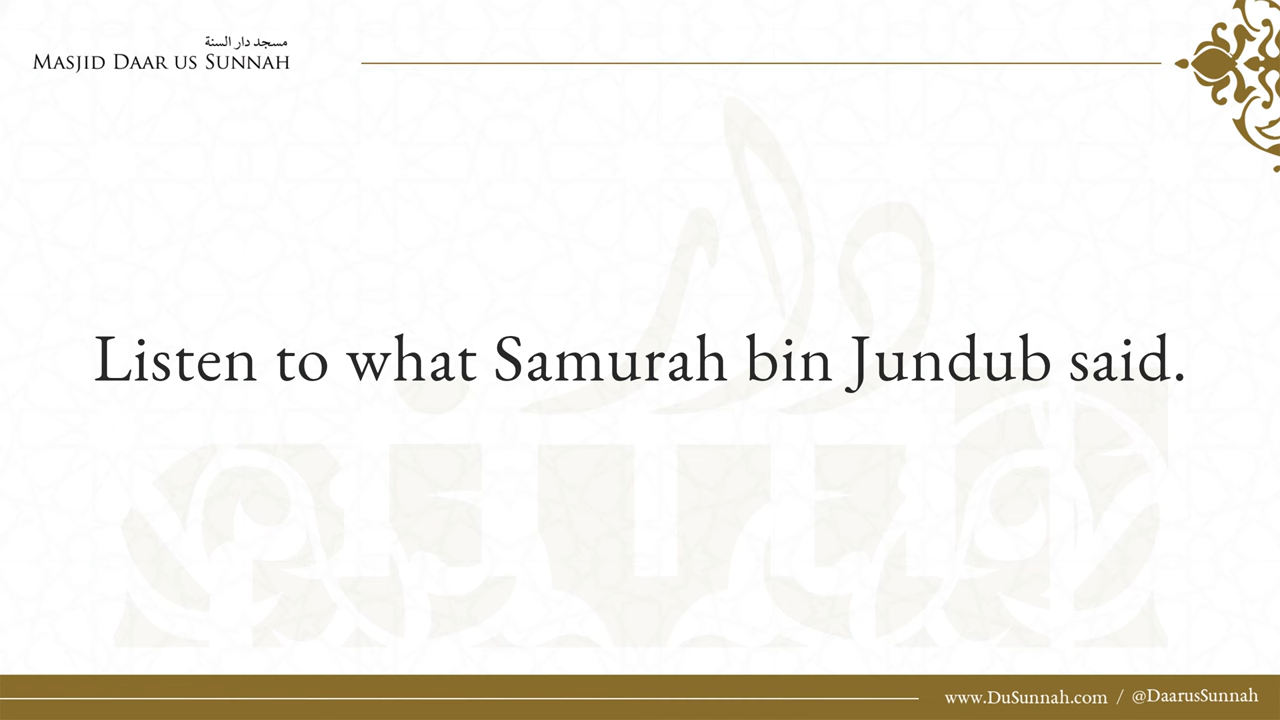 مسجد دار السنة
MASJID DAAR US SUNNAH
Listen to what Samurah bin Jundub said.
www.DuSunnah.com / @DaarusSunnah